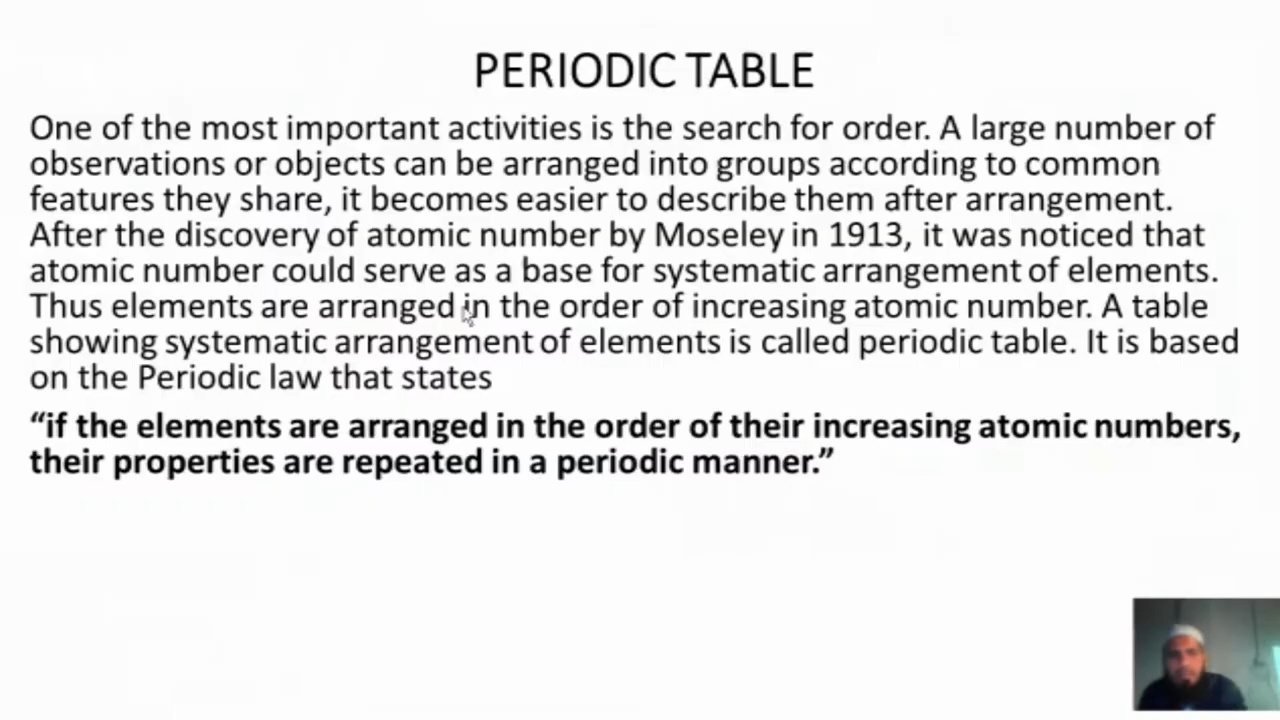 PERIODIC TABLE
One of the most important activities is the search for order. A large number of
observations or objects can be arranged into groups according to common
features they share, it becomes easier to describe them after arrangement.
After the discovery of atomic number by Moseley in 1913, it was noticed that
atomic number could serve as a base for systematic arrangement of elements.
Thus elements are arranged in the order of increasing atomic number. A table
showing systematic arrangement of elements is called periodic table. It is based
on the Periodic law that states
“if the elements are arranged in the order of their increasing atomic numbers,
their properties are repeated in a periodic manner.”